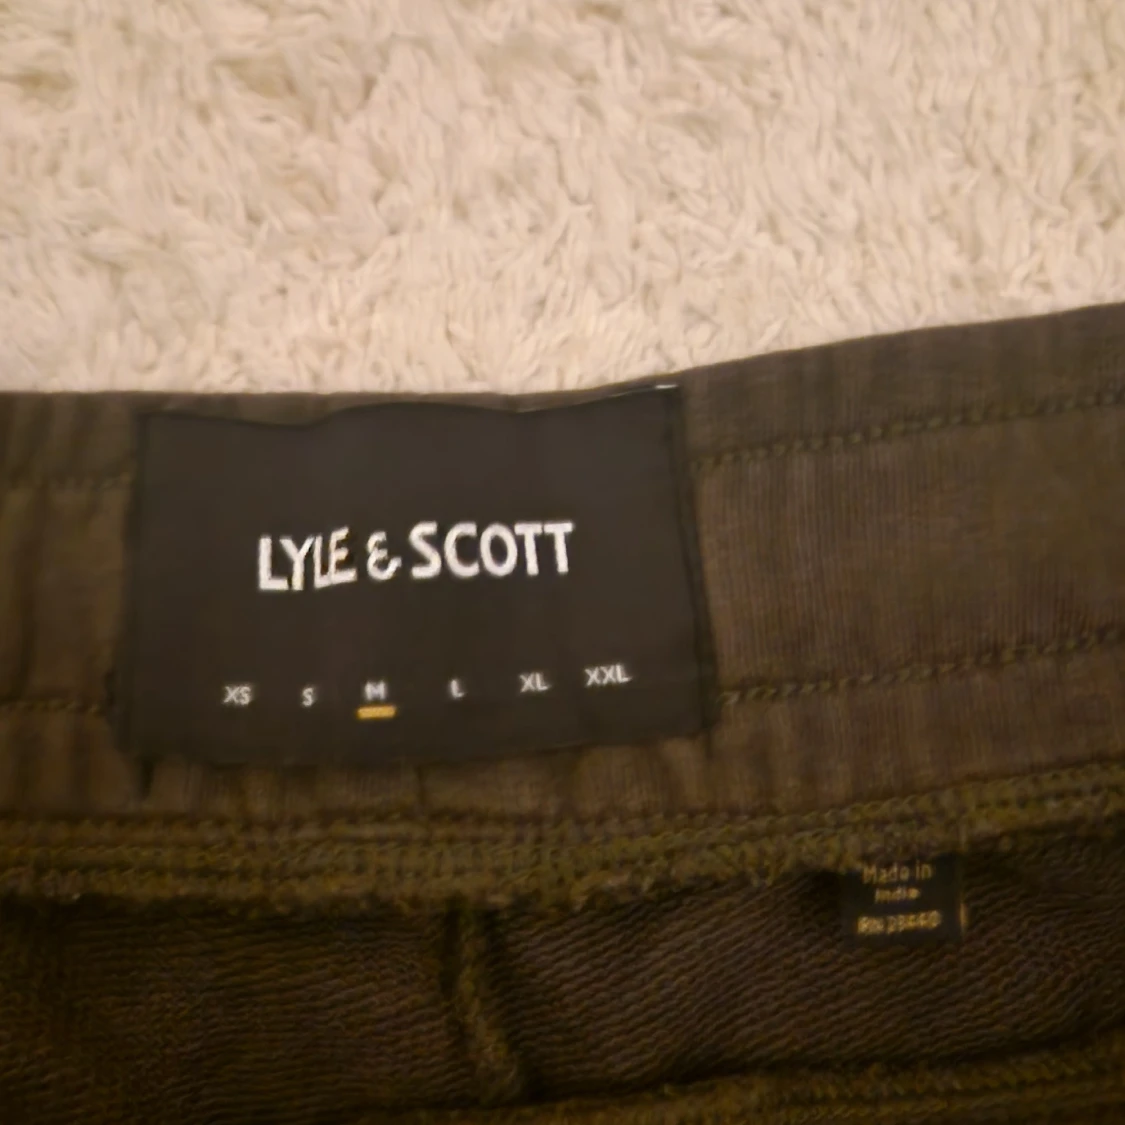 LYLE & SCOTT
XS S M L XL XXL
Made in
India